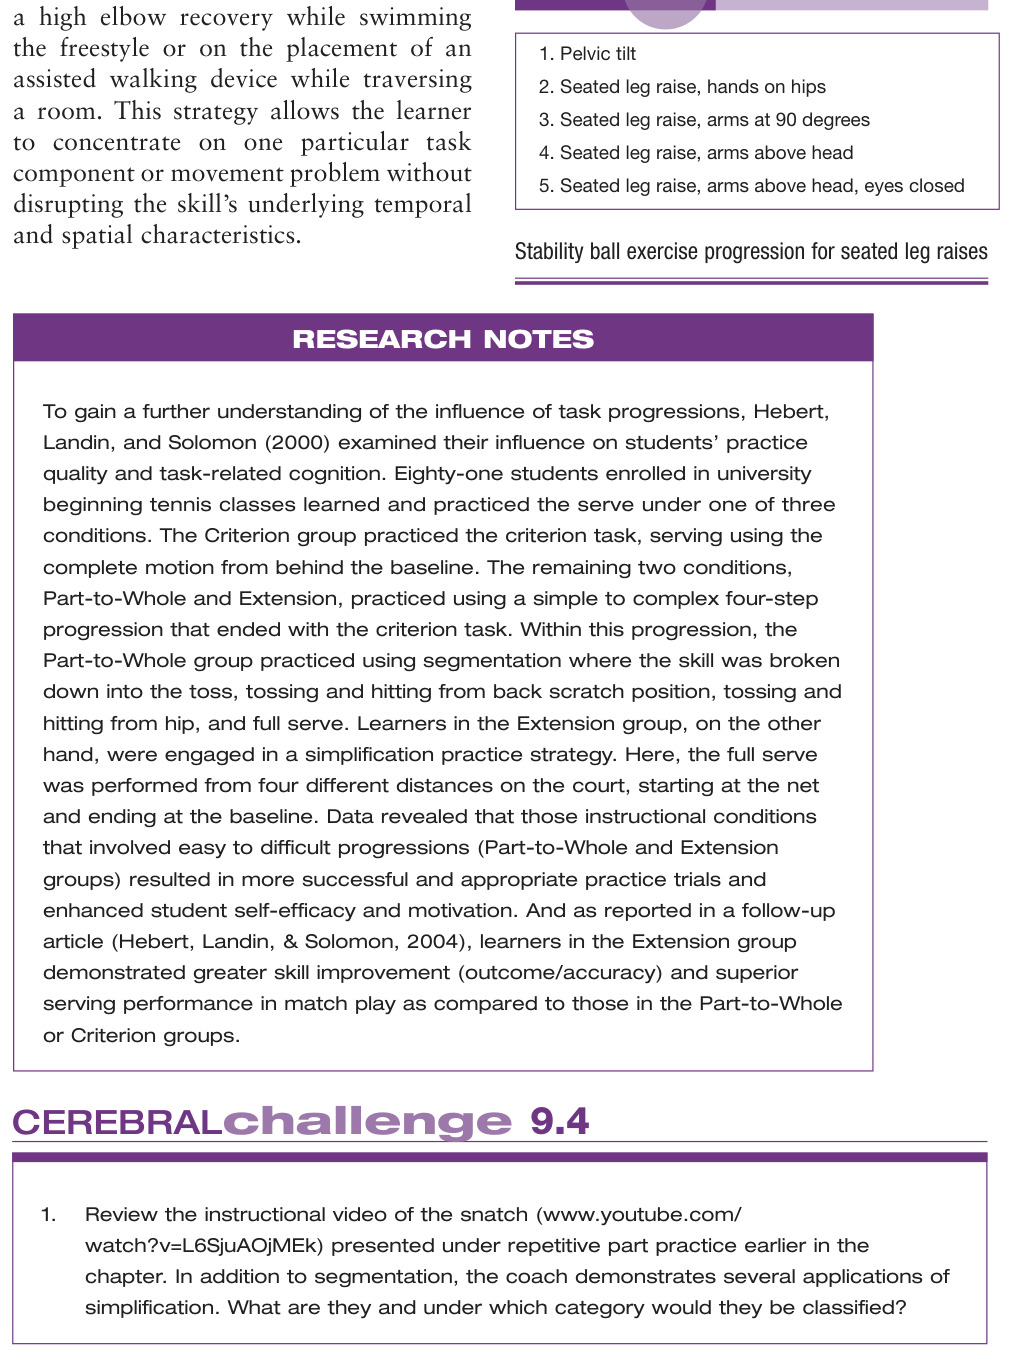 a high elbow recovery while swimming
the freestyle or on the placement of an
assisted walking device while traversing
a room. This strategy allows the learner
to concentrate on one particular task
component or movement problem without
disrupting the skill’s underlying temporal
and spatial characteristics.
1. Pelvic tilt
2. Seated leg raise, hands on hips
3. Seated leg raise, arms at 90 degrees
4. Seated leg raise, arms above head
5. Seated leg raise, arms above head, eyes closed
Stability ball exercise progression for seated leg raises
RESEARCH NOTES
To gain a further understanding of the influence of task progressions, Hebert,
Landin, and Solomon (2000) examined their influence on students’ practice
quality and task-related cognition. Eighty-one students enrolled in university
beginning tennis classes learned and practiced the serve under one of three
conditions. The Criterion group practiced the criterion task, serving using the
complete motion from behind the baseline. The remaining two conditions,
Part-to-Whole and Extension, practiced using a simple to complex four-step
progression that ended with the criterion task. Within this progression, the
Part-to-Whole group practiced using segmentation where the skill was broken
down into the toss, tossing and hitting from back scratch position, tossing and
hitting from hip, and full serve. Learners in the Extension group, on the other
hand, were engaged in a simplification practice strategy. Here, the full serve
was performed from four different distances on the court, starting at the net
and ending at the baseline. Data revealed that those instructional conditions
that involved easy to difficult progressions (Part-to-Whole and Extension
groups) resulted in more successful and appropriate practice trials and
enhanced student self-efficacy and motivation. And as reported in a follow-up
article (Hebert, Landin, & Solomon, 2004), learners in the Extension group
demonstrated greater skill improvement (outcome/accuracy) and superior
serving performance in match play as compared to those in the Part-to-Whole
or Criterion groups.
CEREBRALchallenge 9.4
1. Review the instructional video of the snatch (www.youtube.com/
watch?v=L6SjuAOjMEk) presented under repetitive part practice earlier in the
chapter. In addition to segmentation, the coach demonstrates several applications of
simplification. What are they and under which category would they be classified?